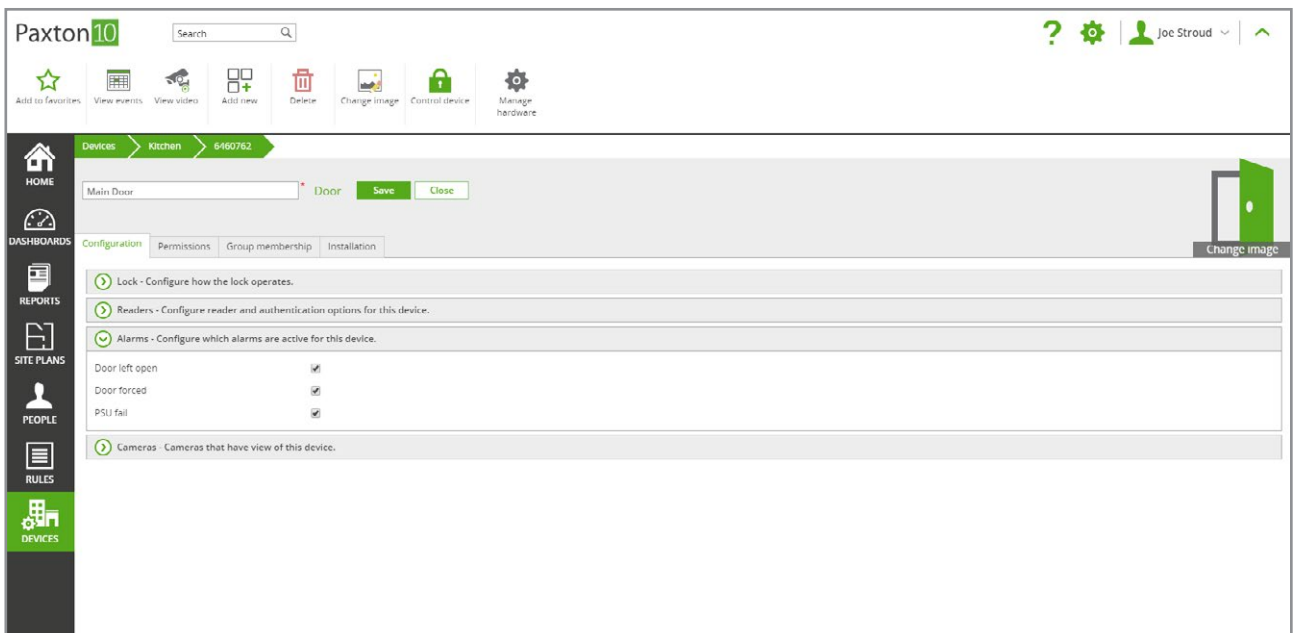 Paxton10
Search
Joe Stroud
Add to favorites
View events
View video
Add new
Delete
Change image
Control device
Manage
hardware
Devices
Kitchen
6460762
HOME
DASHBOARDS
REPORTS
SITE PLANS
PEOPLE
RULES
DEVICES
Main Door
* Door
Save
Close
Change image
Configuration
Permissions
Group membership
Installation
Lock - Configure how the lock operates.
Readers - Configure reader and authentication options for this device.
Alarms - Configure which alarms are active for this device.
Door left open
Door forced
PSU fail
Cameras - Cameras that have view of this device.